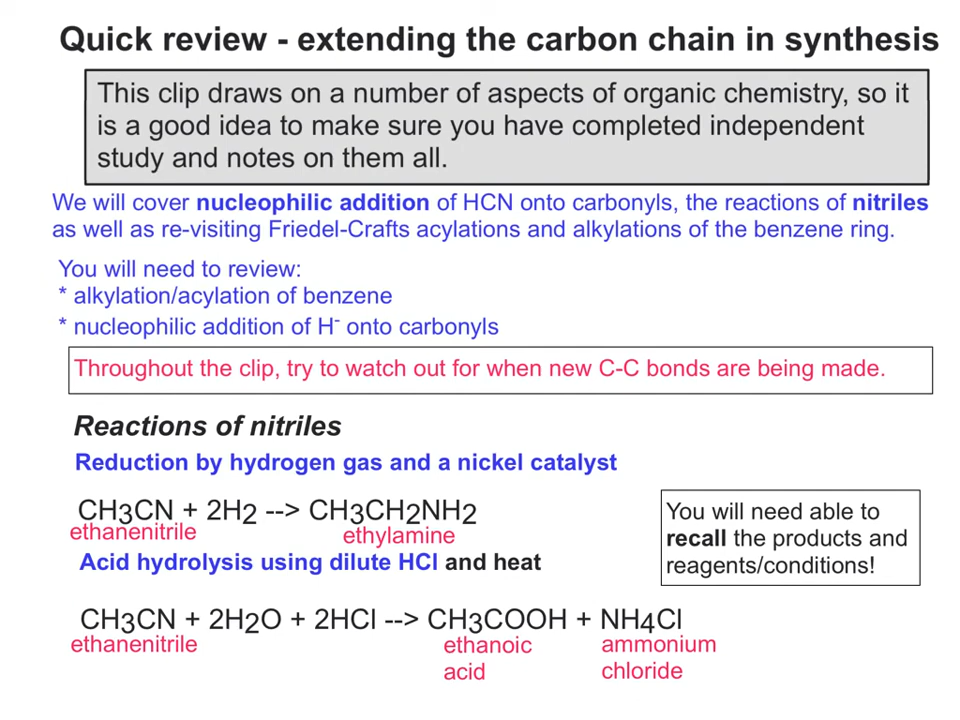 Quick review - extending the carbon chain in synthesis
This clip draws on a number of aspects of organic chemistry, so it
is a good idea to make sure you have completed independent
study and notes on them all.
We will cover nucleophilic addition of HCN onto carbonyls, the reactions of nitriles
as well as re-visiting Friedel-Crafts acylations and alkylations of the benzene ring.
You will need to review:
* alkylation/acylation of benzene
* nucleophilic addition of H⁻ onto carbonyls
Throughout the clip, try to watch out for when new C-C bonds are being made.
Reactions of nitriles
Reduction by hydrogen gas and a nickel catalyst
CH3CN + 2H2 --> CH3CH2NH2
ethanenitrile ethylamine
Acid hydrolysis using dilute HCl and heat
You will need able to
recall the products and
reagents/conditions!
CH3CN + 2H2O + 2HCl --> CH3COOH + NH4Cl
ethanenitrile ethanoic ammonium
acid chloride